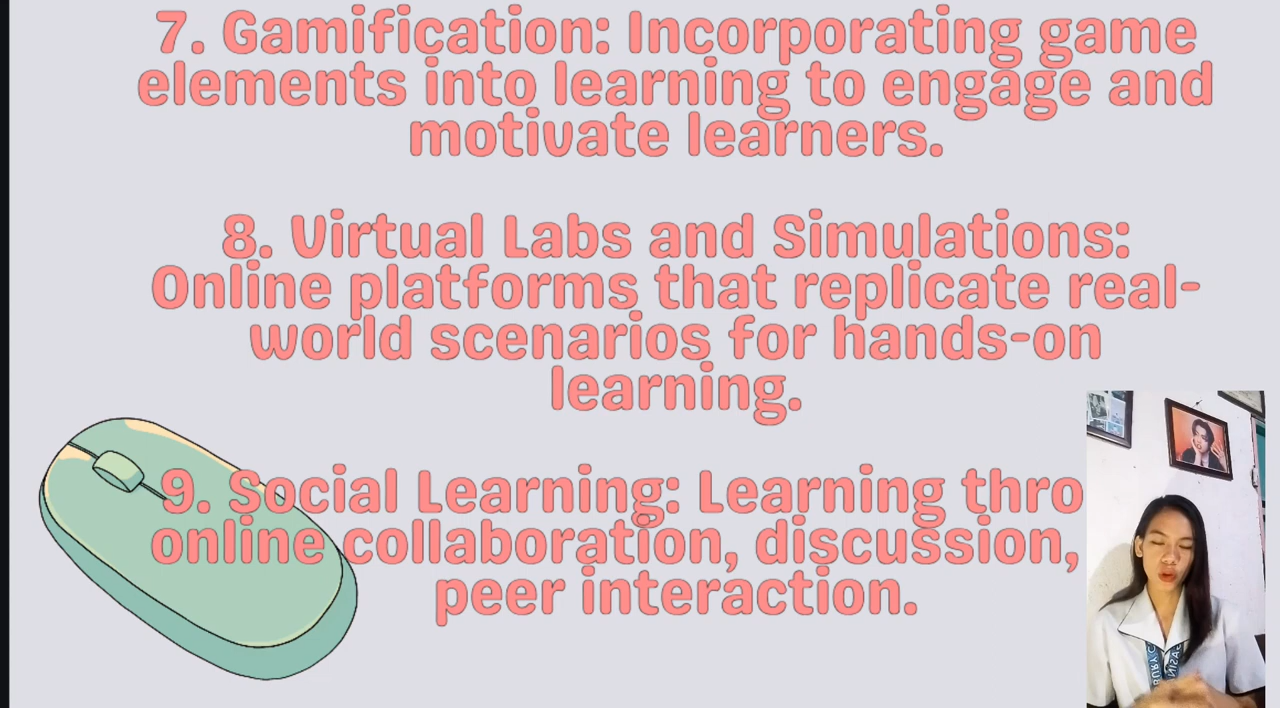 7. Gamification: Incorporating game
elements into learning to engage and
motivate learners.
8. Virtual Labs and Simulations:
Online platforms that replicate real-
world scenarios for hands-on
learning.
9. Social Learning: Learning thro
online collaboration, discussion,
peer interaction.